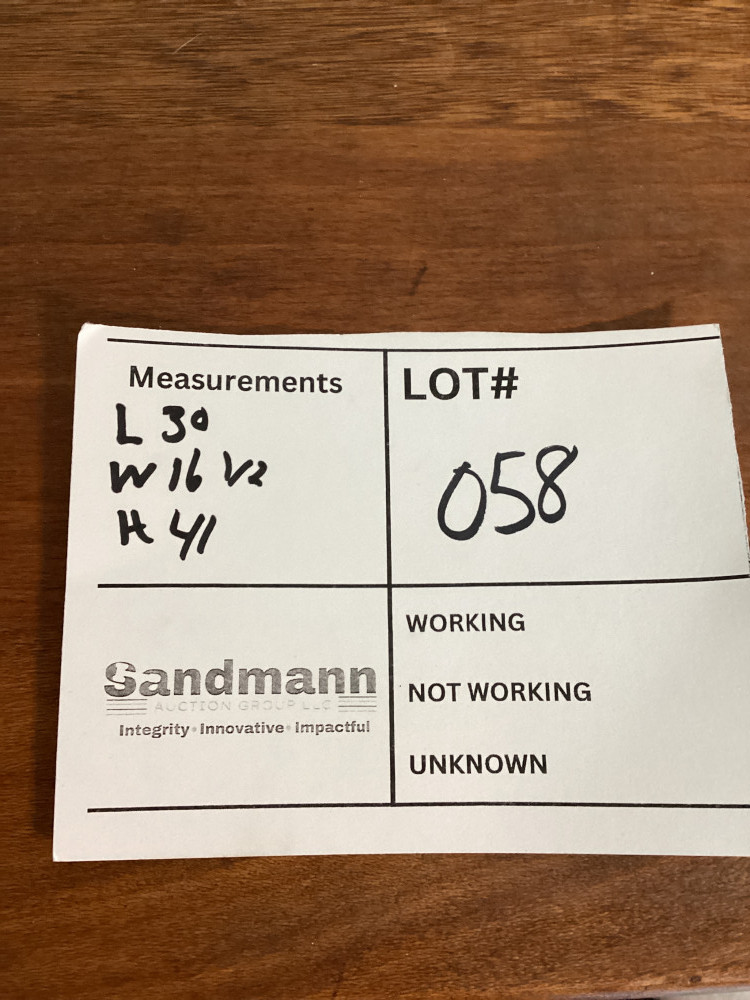 Measurements
L 30
W 16 1/2
H 41
LOT#
058
Sandmann
AUCTION GROUP LLC
Integrity • Innovative • Impactful
WORKING
NOT WORKING
UNKNOWN